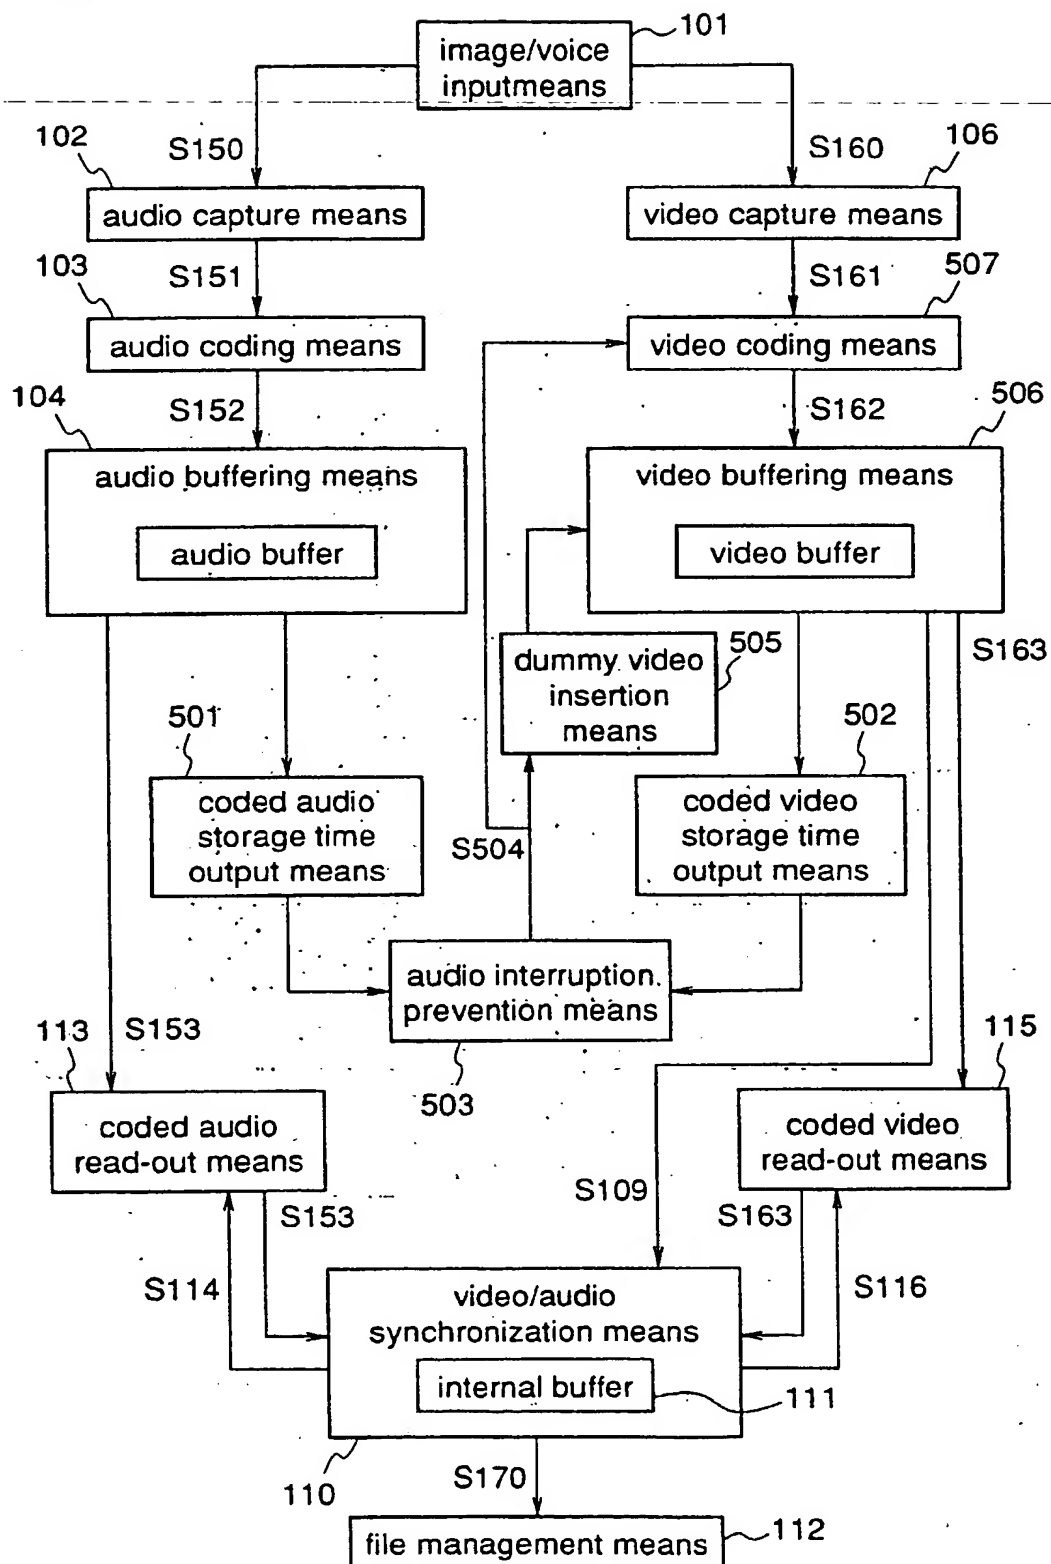 101
image/voice
inputmeans
102
S150
S160
106
audio capture means
video capture means
103
S151
S161
507
audio coding means
video coding means
104
S152
S162
506
audio buffering means
video buffering means
audio buffer
video buffer
dummy video
insertion
means
505
S163
501
502
coded audio
storage time
output means
coded video
storage time
output means
S504
audio interruption
prevention means
113
S153
503
115
coded audio
read-out means
coded video
read-out means
S153
S109
S163
S114
S116
video/audio
synchronization means
internal buffer
111
110
S170
file management means
112